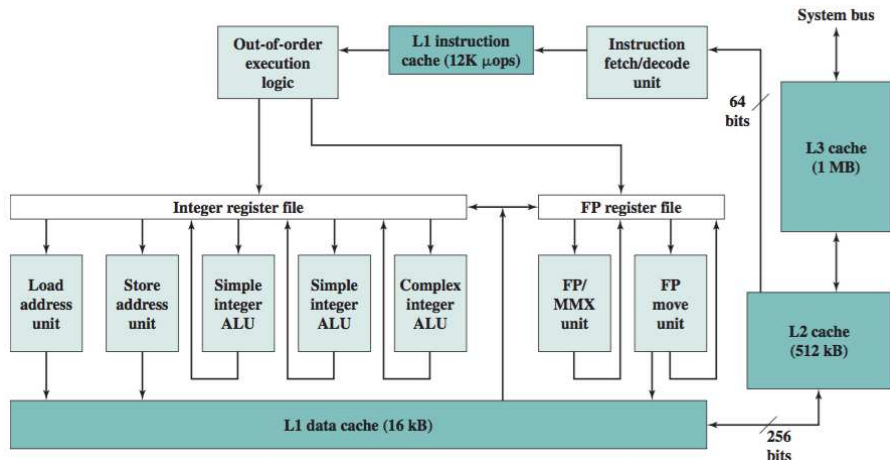 System bus
Out-of-order
execution
logic
L1 instruction
cache (12K μops)
Instruction
fetch/decode
unit
64
bits
L3 cache
(1 MB)
Integer register file
FP register file
Load
address
unit
Store
address
unit
Simple
integer
ALU
Simple
integer
ALU
Complex
integer
ALU
FP/
MMX
unit
FP
move
unit
L2 cache
(512 kB)
L1 data cache (16 kB)
256
bits